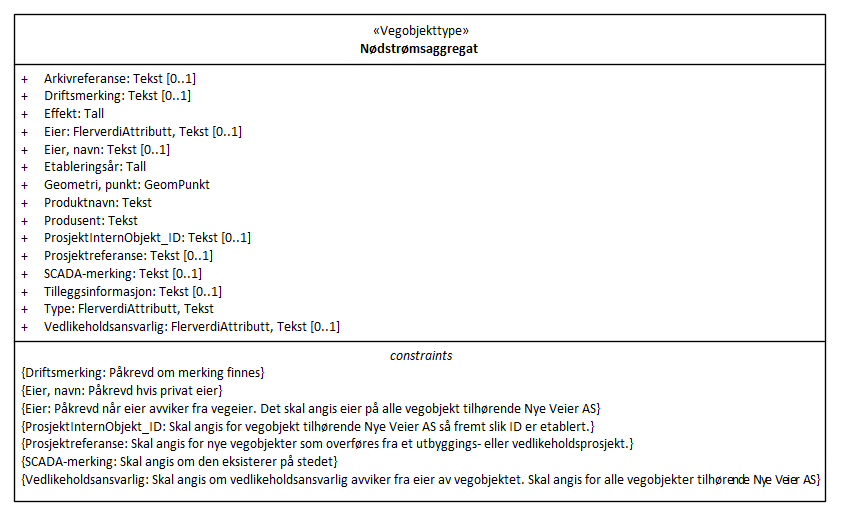 «Vegobjekttype»
Nødstrømsaggregat
+ Arkivreferanse: Tekst [0..1]
+ Driftsmerking: Tekst [0..1]
+ Effekt: Tall
+ Eier: FlerverdiAttributt, Tekst [0..1]
+ Eier, navn: Tekst [0..1]
+ Etableringsår: Tall
+ Geometri, punkt: GeomPunkt
+ Produktnavn: Tekst
+ Produsent: Tekst
+ ProsjektInternObjekt_ID: Tekst [0..1]
+ Prosjektreferanse: Tekst [0..1]
+ SCADA-merking: Tekst [0..1]
+ Tilleggsinformasjon: Tekst [0..1]
+ Type: FlerverdiAttributt, Tekst
+ Vedlikeholdsansvarlig: FlerverdiAttributt, Tekst [0..1]
constraints
{Driftsmerking: Påkrevd om merking finnes}
{Eier, navn: Påkrevd hvis privat eier}
{Eier: Påkrevd når eier avviker fra vegeier. Det skal angis eier på alle vegobjekt tilhørende Nye Veier AS}
{ProsjektInternObjekt_ID: Skal angis for vegobjekt tilhørende Nye Veier AS så fremt slik ID er etablert.}
{Prosjektreferanse: Skal angis for nye vegobjekter som overføres fra et utbyggings- eller vedlikeholdsprosjekt.}
{SCADA-merking: Skal angis om den eksisterer på stedet}
{Vedlikeholdsansvarlig: Skal angis om vedlikeholdsansvarlig avviker fra eier av vegobjektet. Skal angis for alle vegobjekter tilhørende Nye Veier AS}